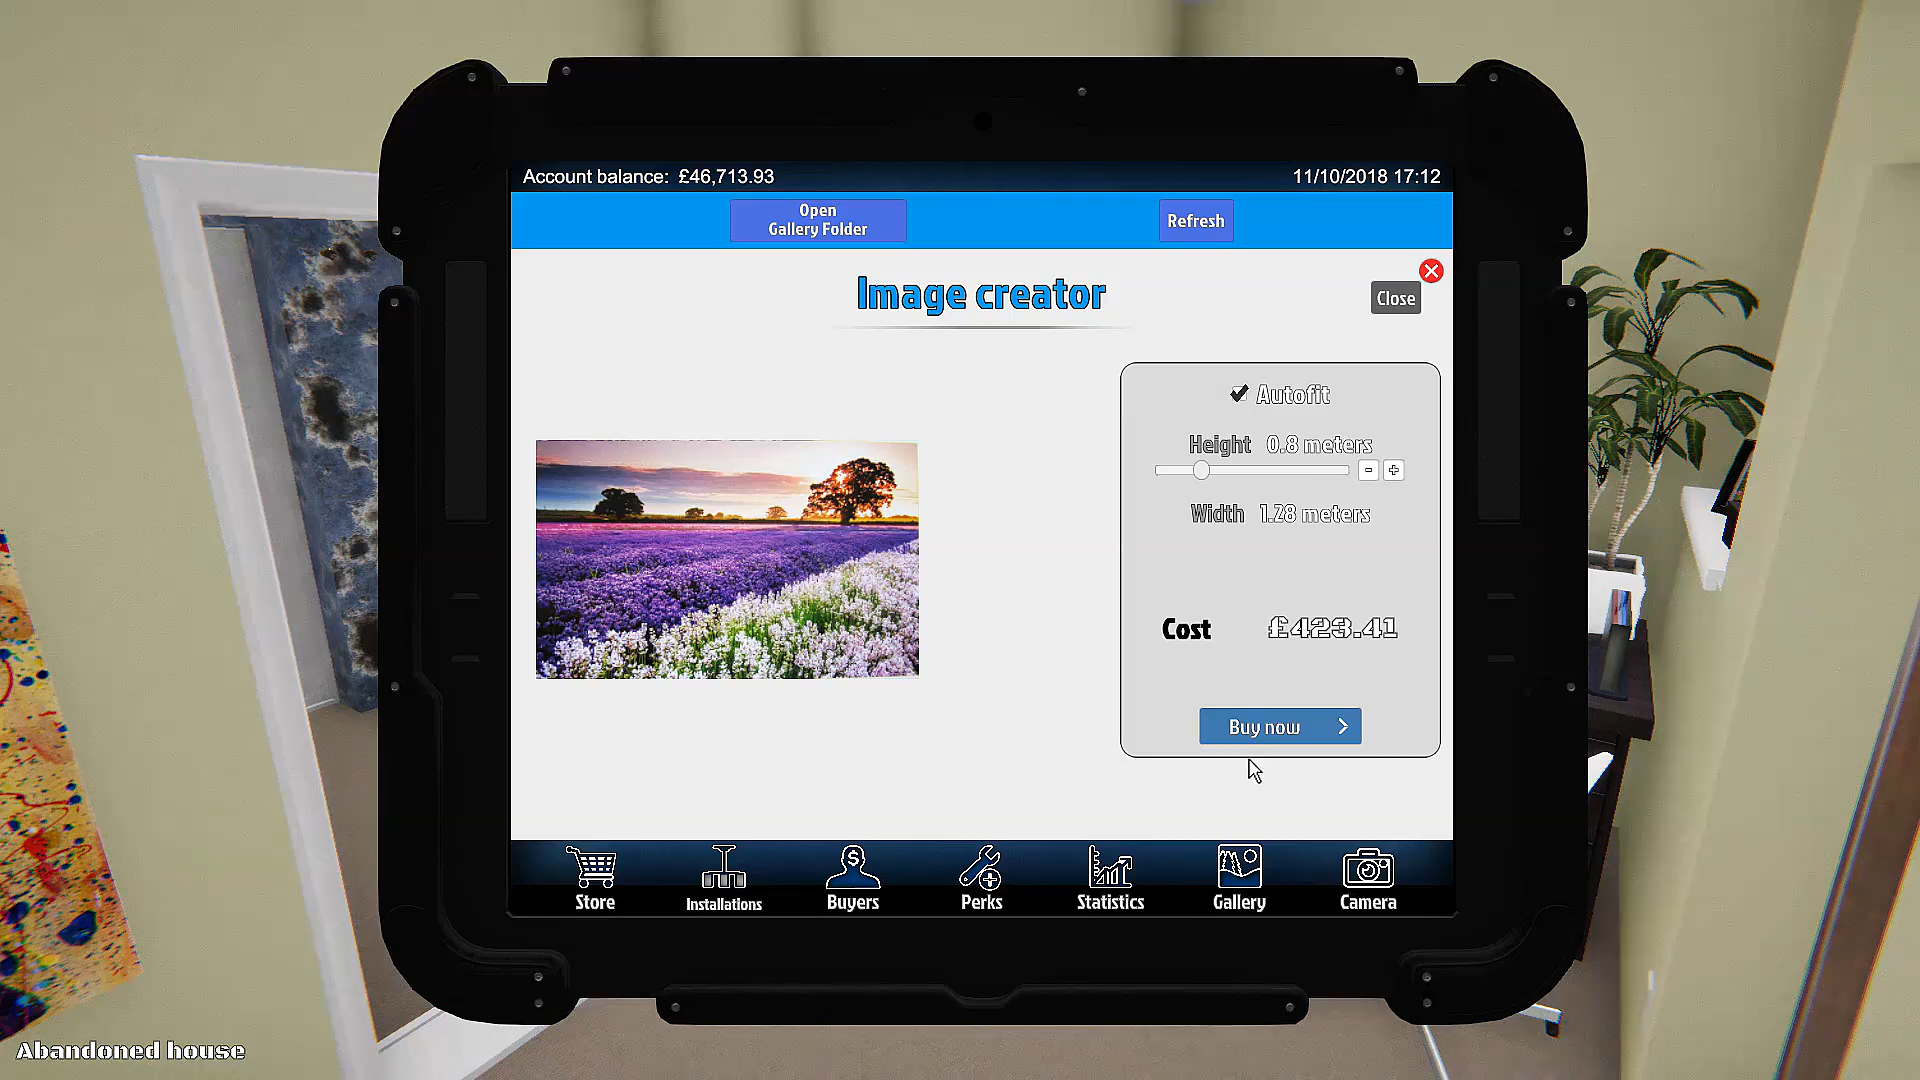 Account balance: £46,713.93
11/10/2018 17:12
Open
Gallery Folder
Refresh
Image creator
Close
Autofit
Height 0.8 meters
Width 1.28 meters
Cost £423.41
Buy now
Store
Installations
Buyers
Perks
Statistics
Gallery
Camera
Abandoned house